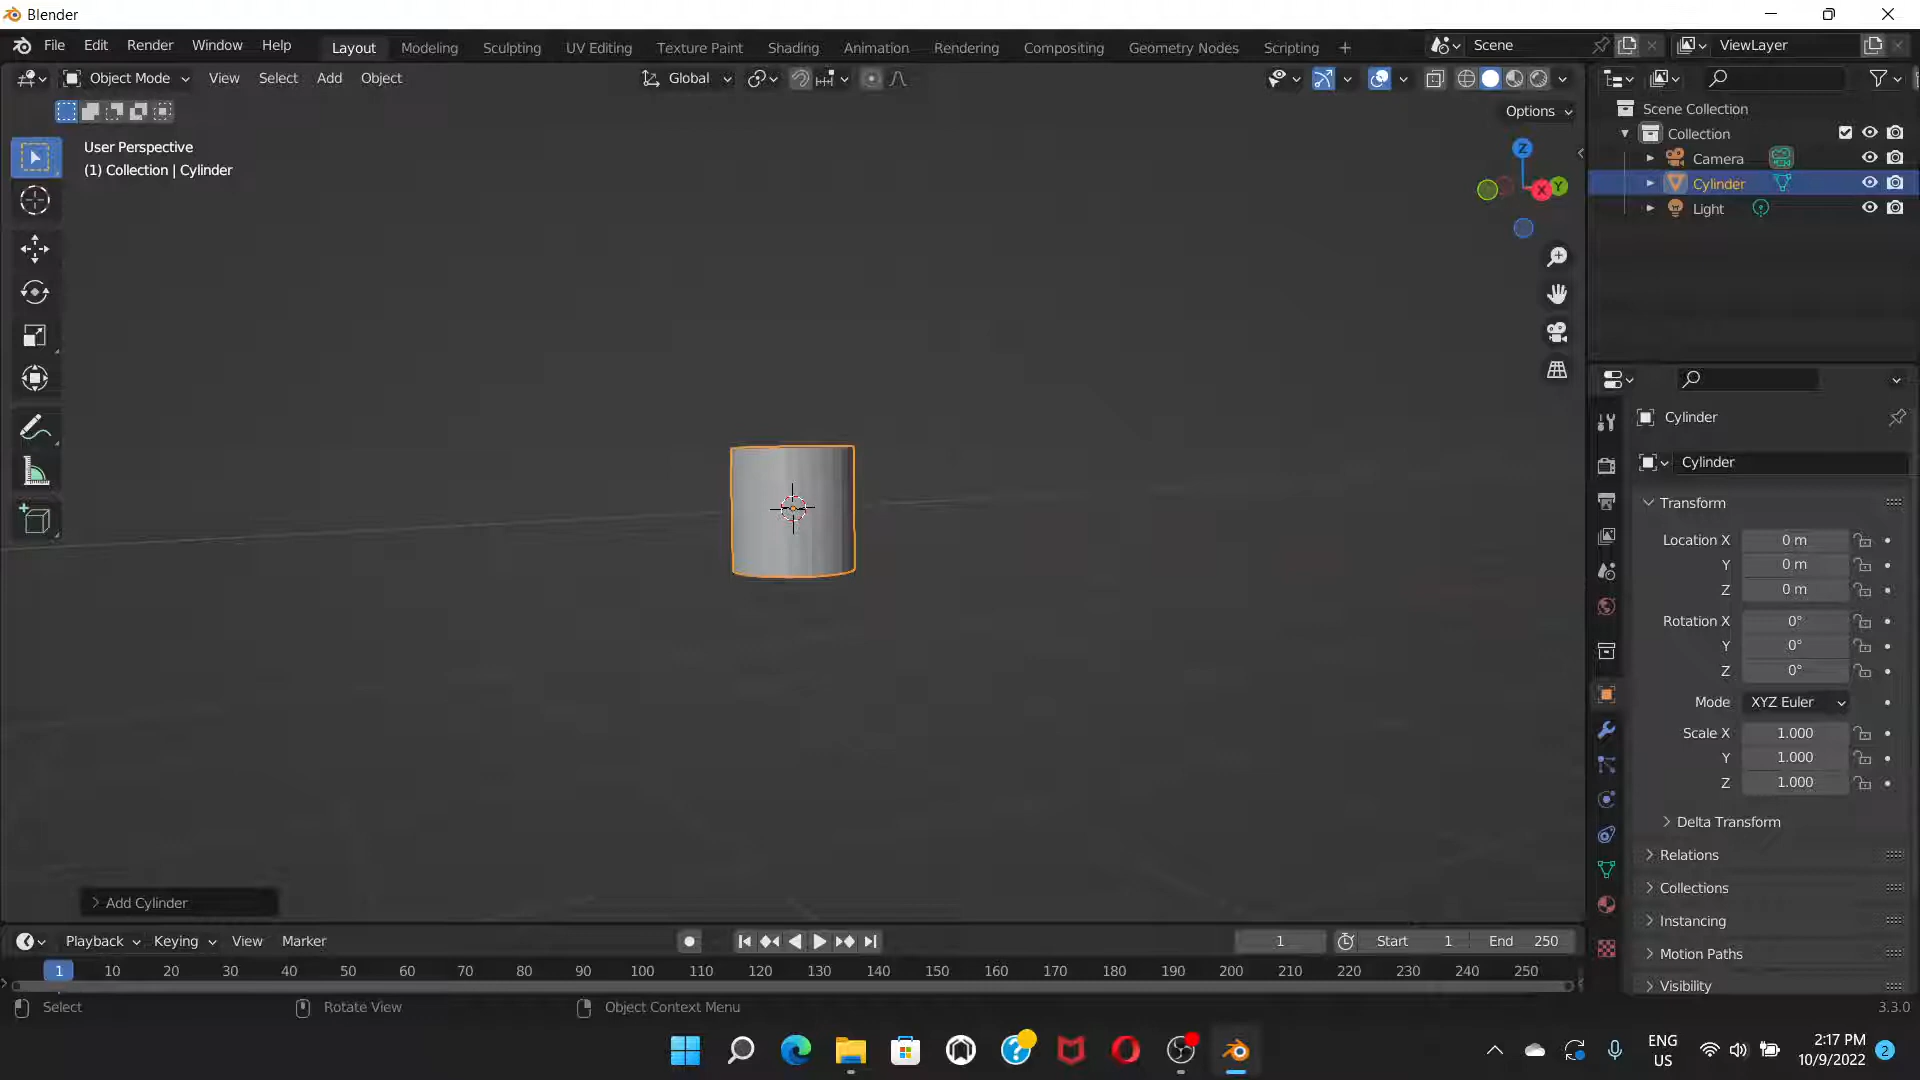 Blender
File Edit Render Window Help Layout Modeling Sculpting UV Editing Texture Paint Shading Animation Rendering Compositing Geometry Nodes Scripting + Scene ViewLayer
Object Mode View Select Add Object Global
Options
User Perspective
(1) Collection | Cylinder
Z
X
Y
Scene Collection
Collection
Camera
Cylinder
Light
Cylinder
Cylinder
Transform
Location X 0 m
Y 0 m
Z 0 m
Rotation X 0°
Y 0°
Z 0°
Mode XYZ Euler
Scale X 1.000
Y 1.000
Z 1.000
Delta Transform
Relations
Collections
Instancing
Motion Paths
Visibility
Add Cylinder
Playback Keying View Marker 1 Start 1 End 250
1 10 20 30 40 50 60 70 80 90 100 110 120 130 140 150 160 170 180 190 200 210 220 230 240 250
Select Rotate View Object Context Menu 3.3.0
ENG
US
2:17 PM
10/9/2022
2